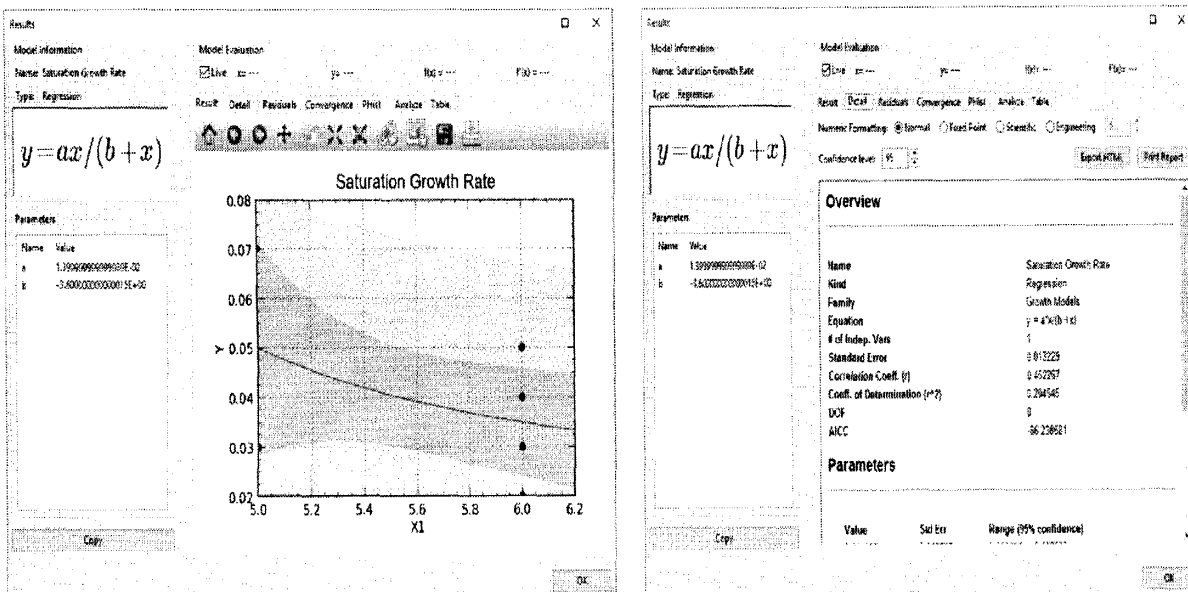 Results
Model Information
Name: Saturation Growth Rate
Type: Regression
y=ax/(b+x)
Parameters
Name Value
a
b
Copy
Model Evaluation
Live x= --- y= --- f(x) = --- F'(x) = ---
Result Detail Residuals Convergence PHist Analyze Table
Saturation Growth Rate
0.08
0.07
0.06
0.05
0.04
0.03
0.02
Y
5.0 5.2 5.4 5.6 5.8 6.0 6.2
X1
OK
Results
Model Information
Name: Saturation Growth Rate
Type: Regression
y=ax/(b+x)
Parameters
Name Value
a
b
Copy
Model Evaluation
Live x= --- y= --- f(x)= --- F'(x)= ---
Result Detail Residuals Convergence PHist Analyze Table
Numeric Formatting: Normal Fixed Point Scientific Engineering
Confidence level: 95
Export HTML Print Report
Overview
Name Saturation Growth Rate
Kind Regression
Family Growth Models
Equation y = a*x/(b+x)
# of Indep. Vars 1
Standard Error
Correlation Coeff. (r)
Coeff. of Determination (r^2)
DOF
AICC
Parameters
Value Std Err Range (95% confidence)
OK